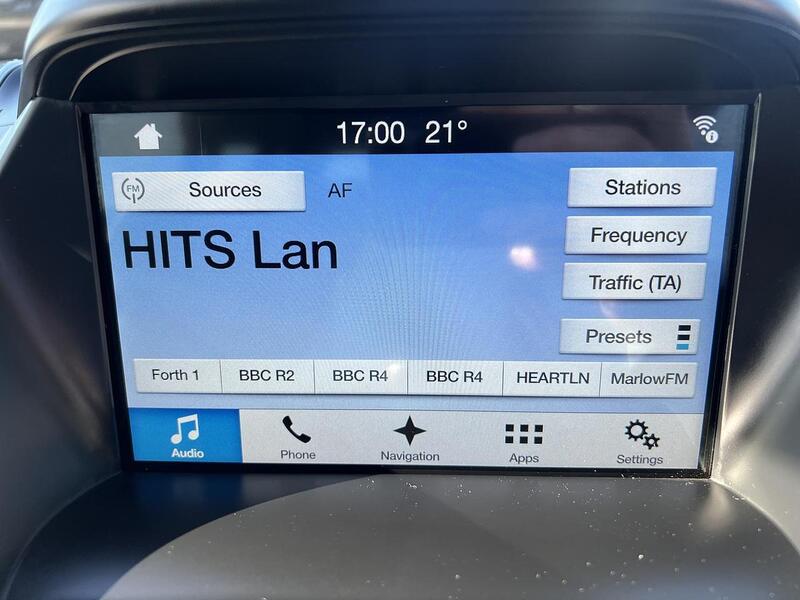 17:00 21°
FM Sources AF Stations
HITS Lan
Frequency
Traffic (TA)
Presets
Forth 1 BBC R2 BBC R4 BBC R4 HEARTLN MarlowFM
Audio Phone Navigation Apps Settings